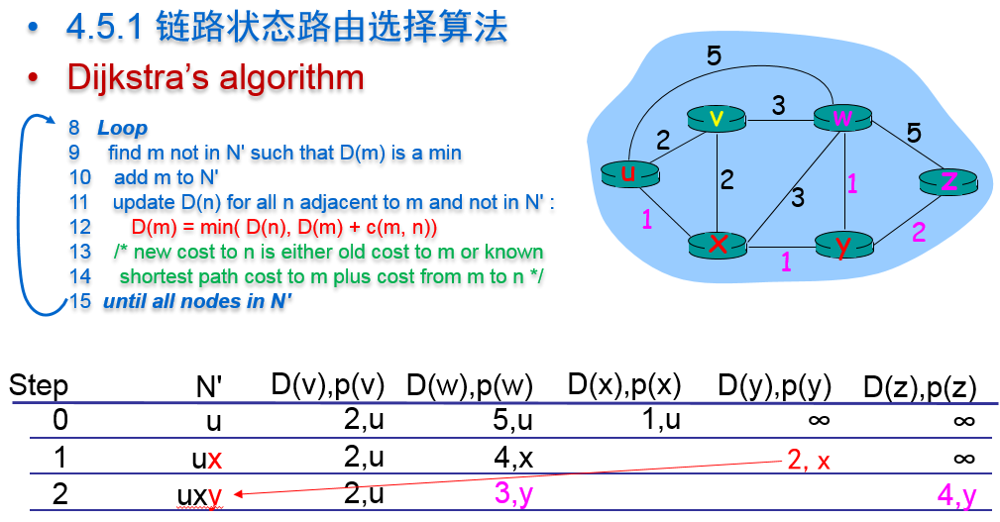 • 4.5.1 链路状态路由选择算法
• Dijkstra's algorithm
8 Loop
9 find m not in N' such that D(m) is a min
10 add m to N'
11 update D(n) for all n adjacent to m and not in N' :
12 D(m) = min( D(n), D(m) + c(m, n))
13 /* new cost to n is either old cost to m or known
14 shortest path cost to m plus cost from m to n */
15 until all nodes in N'
5
v 3 w
2 5
u 2 1 z
3
1 2
x 1 y
Step N' D(v),p(v) D(w),p(w) D(x),p(x) D(y),p(y) D(z),p(z)
0 u 2,u 5,u 1,u ∞ ∞
1 ux 2,u 4,x 2, x ∞
2 uxy 2,u 3,y 4,y